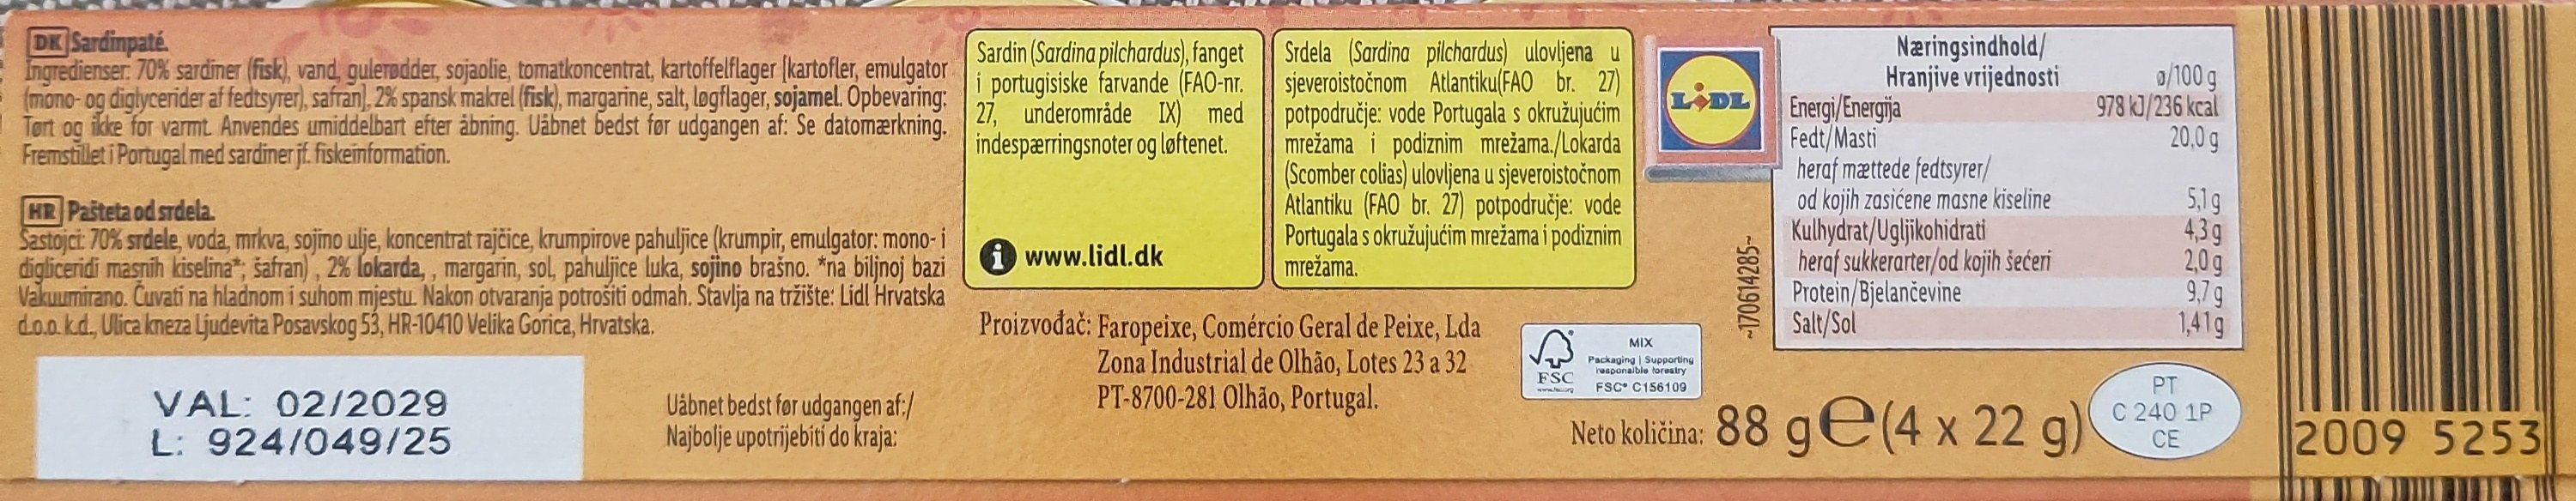 DK Sardinpaté.
Ingredienser: 70% sardiner (fisk), vand, gulerødder, sojaolie, tomatkoncentrat, kartoffelflager [kartofler, emulgator
(mono- og diglycerider af fedtsyrer), safran], 2% spansk makrel (fisk), margarine, salt, løgflager, sojamel. Opbevaring:
Tørt og ikke for varmt. Anvendes umiddelbart efter åbning. Uåbnet bedst før udgangen af: Se datomærkning.
Fremstillet i Portugal med sardiner jf. fiskeinformation.
HR Pašteta od srdela.
Sastojci: 70% srdele, voda, mrkva, sojino ulje, koncentrat rajčice, krumpirove pahuljice (krumpir, emulgator: mono- i
digliceridi masnih kiselina*; šafran) , 2% lokarda, , margarin, sol, pahuljice luka, sojino brašno. *na biljnoj bazi
Vakuumirano. Čuvati na hladnom i suhom mjestu. Nakon otvaranja potrošiti odmah. Stavlja na tržište: Lidl Hrvatska
d.o.o. k.d., Ulica kneza Ljudevita Posavskog 53, HR-10410 Velika Gorica, Hrvatska.
VAL: 02/2029
L: 924/049/25
Uåbnet bedst før udgangen af:/
Najbolje upotrijebiti do kraja:
Sardin (Sardina pilchardus), fanget
i portugisiske farvande (FAO-nr.
27, underområde IX) med
indespærringsnoter og løftenet.
i www.lidl.dk
Srdela (Sardina pilchardus) ulovljena u
sjeveroistočnom Atlantiku(FAO br. 27)
potpodručje: vode Portugala s okružujućim
mrežama i podiznim mrežama./Lokarda
(Scomber colias) ulovljena u sjeveroistočnom
Atlantiku (FAO br. 27) potpodručje: vode
Portugala s okružujućim mrežama i podiznim
mrežama.
Proizvođač: Faropeixe, Comércio Geral de Peixe, Lda
Zona Industrial de Olhão, Lotes 23 a 32
PT-8700-281 Olhão, Portugal.
LIDL
FSC
MIX
Packaging | Supporting
responsible forestry
FSC® C156109
~170614285~
Næringsindhold/
Hranjive vrijednosti ø/100 g
Energi/Energija 978 kJ/236 kcal
Fedt/Masti 20,0 g
heraf mættede fedtsyrer/
od kojih zasićene masne kiseline 5,1 g
Kulhydrat/Ugljikohidrati 4,3 g
heraf sukkerarter/od kojih šećeri 2,0 g
Protein/Bjelančevine 9,7 g
Salt/Sol 1,41 g
Neto količina: 88 g e (4 x 22 g)
PT
C 240 1P
CE
2009 5253